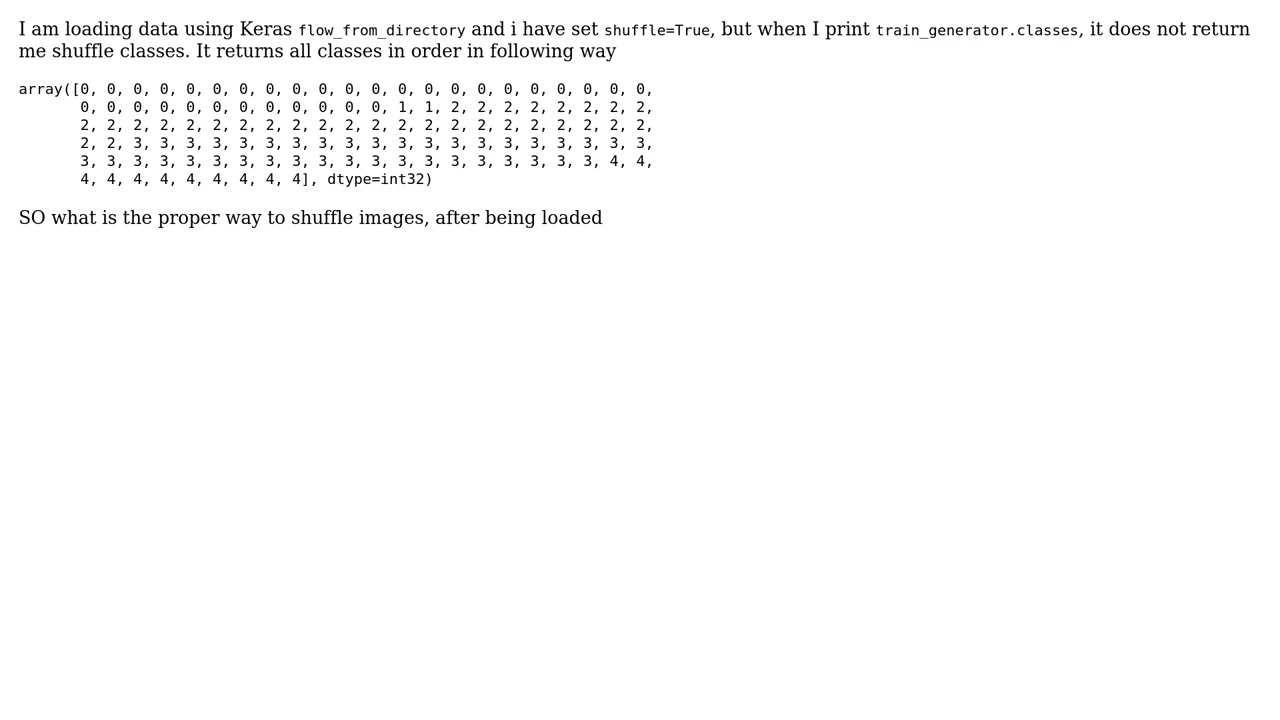 I am loading data using Keras flow_from_directory and i have set shuffle=True, but when I print train_generator.classes, it does not return
me shuffle classes. It returns all classes in order in following way
array([0, 0, 0, 0, 0, 0, 0, 0, 0, 0, 0, 0, 0, 0, 0, 0, 0, 0, 0, 0, 0, 0,
0, 0, 0, 0, 0, 0, 0, 0, 0, 0, 0, 0, 1, 1, 2, 2, 2, 2, 2, 2, 2, 2,
2, 2, 2, 2, 2, 2, 2, 2, 2, 2, 2, 2, 2, 2, 2, 2, 2, 2, 2, 2, 2, 2,
2, 2, 3, 3, 3, 3, 3, 3, 3, 3, 3, 3, 3, 3, 3, 3, 3, 3, 3, 3, 3, 3,
3, 3, 3, 3, 3, 3, 3, 3, 3, 3, 3, 3, 3, 3, 3, 3, 3, 3, 3, 3, 4, 4,
4, 4, 4, 4, 4, 4, 4, 4, 4], dtype=int32)
SO what is the proper way to shuffle images, after being loaded